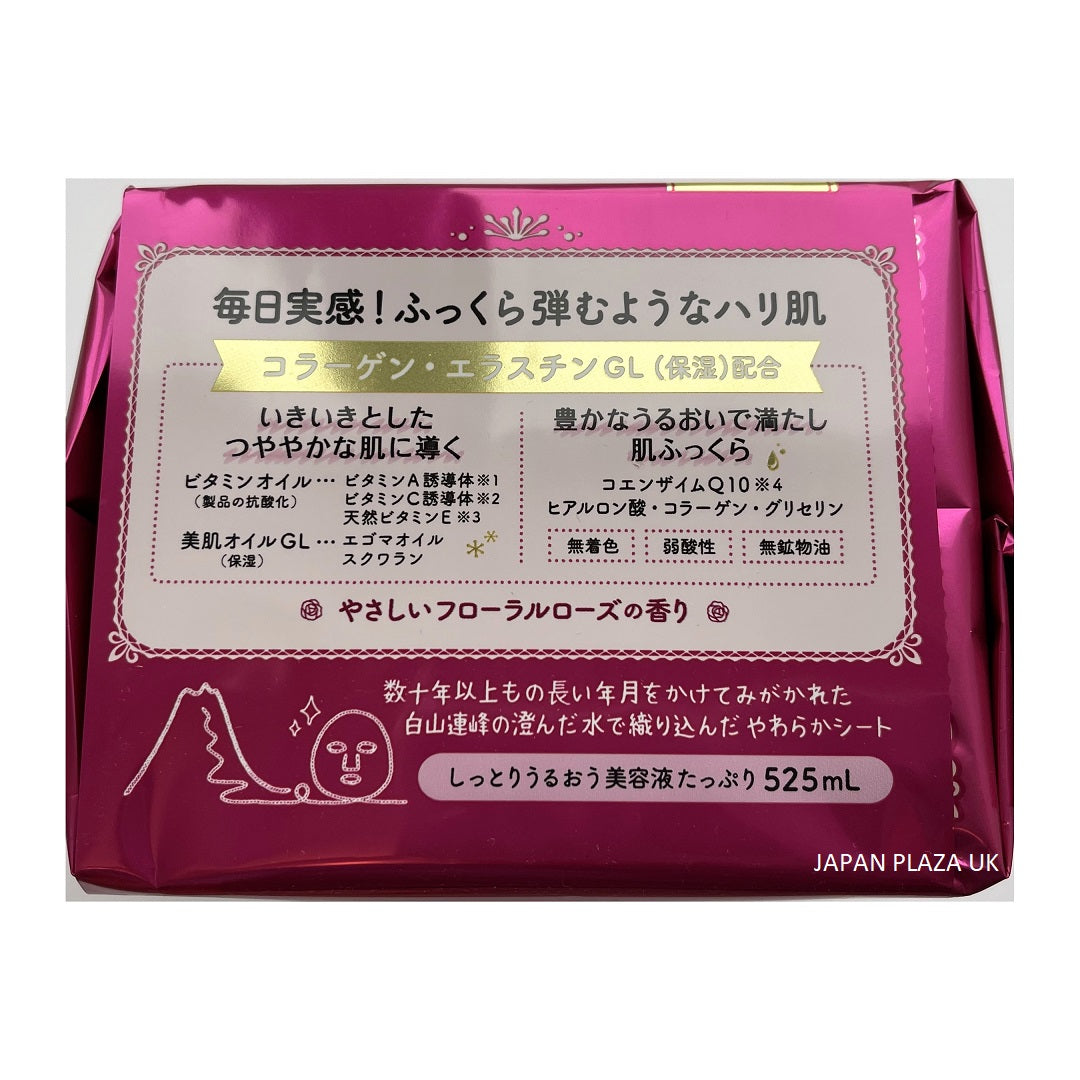 毎日実感！ふっくら弾むようなハリ肌
コラーゲン・エラスチンGL（保湿）配合
いきいきとした
つややかな肌に導く
ビタミンオイル…ビタミンA誘導体※1
（製品の抗酸化）ビタミンC誘導体※2
天然ビタミンE※3
美肌オイルGL…エゴマオイル
（保湿）スクワラン
豊かなうるおいで満たし
肌ふっくら
コエンザイムQ10※4
ヒアルロン酸・コラーゲン・グリセリン
無着色 弱酸性 無鉱物油
やさしいフローラルローズの香り
数十年以上もの長い年月をかけてみがかれた
白山連峰の澄んだ水で織り込んだやわらかシート
しっとりうるおう美容液たっぷり525mL
JAPAN PLAZA UK